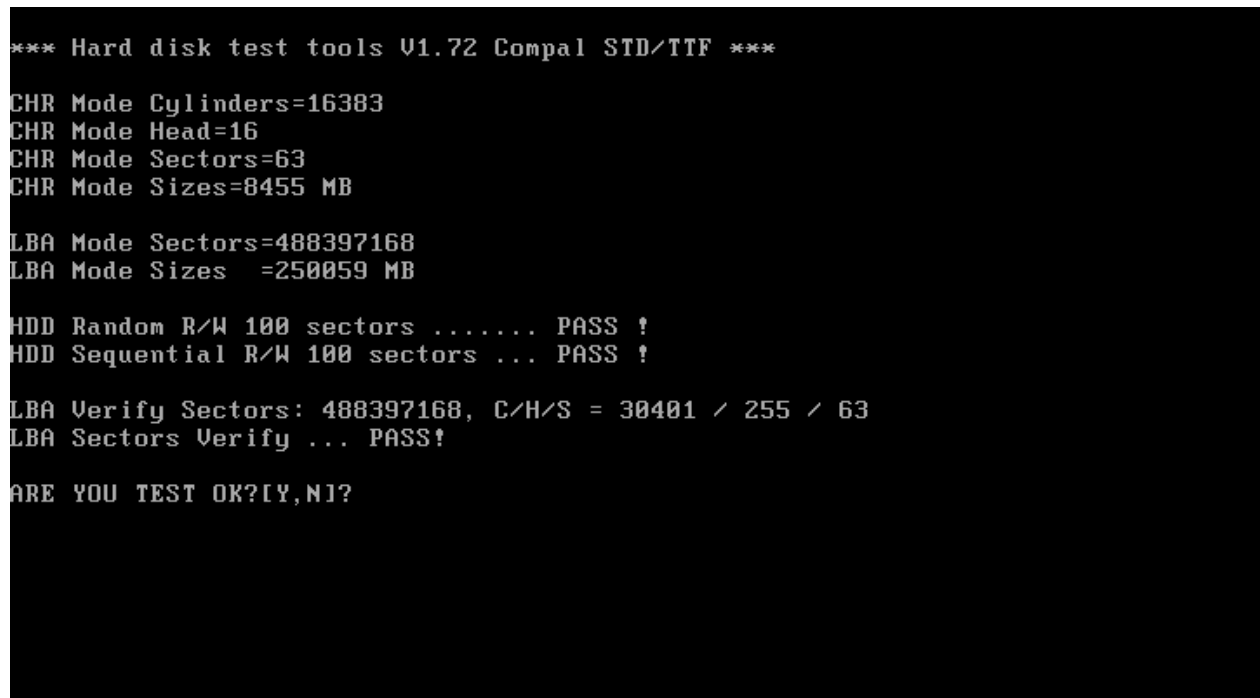 *** Hard disk test tools V1.72 Compal STD/TTF ***
CHR Mode Cylinders=16383
CHR Mode Head=16
CHR Mode Sectors=63
CHR Mode Sizes=8455 MB
LBA Mode Sectors=488397168
LBA Mode Sizes  =250059 MB
HDD Random R/W 100 sectors ....... PASS !
HDD Sequential R/W 100 sectors ... PASS !
LBA Verify Sectors: 488397168, C/H/S = 30401 / 255 / 63
LBA Sectors Verify ... PASS!
ARE YOU TEST OK?[Y,N]?